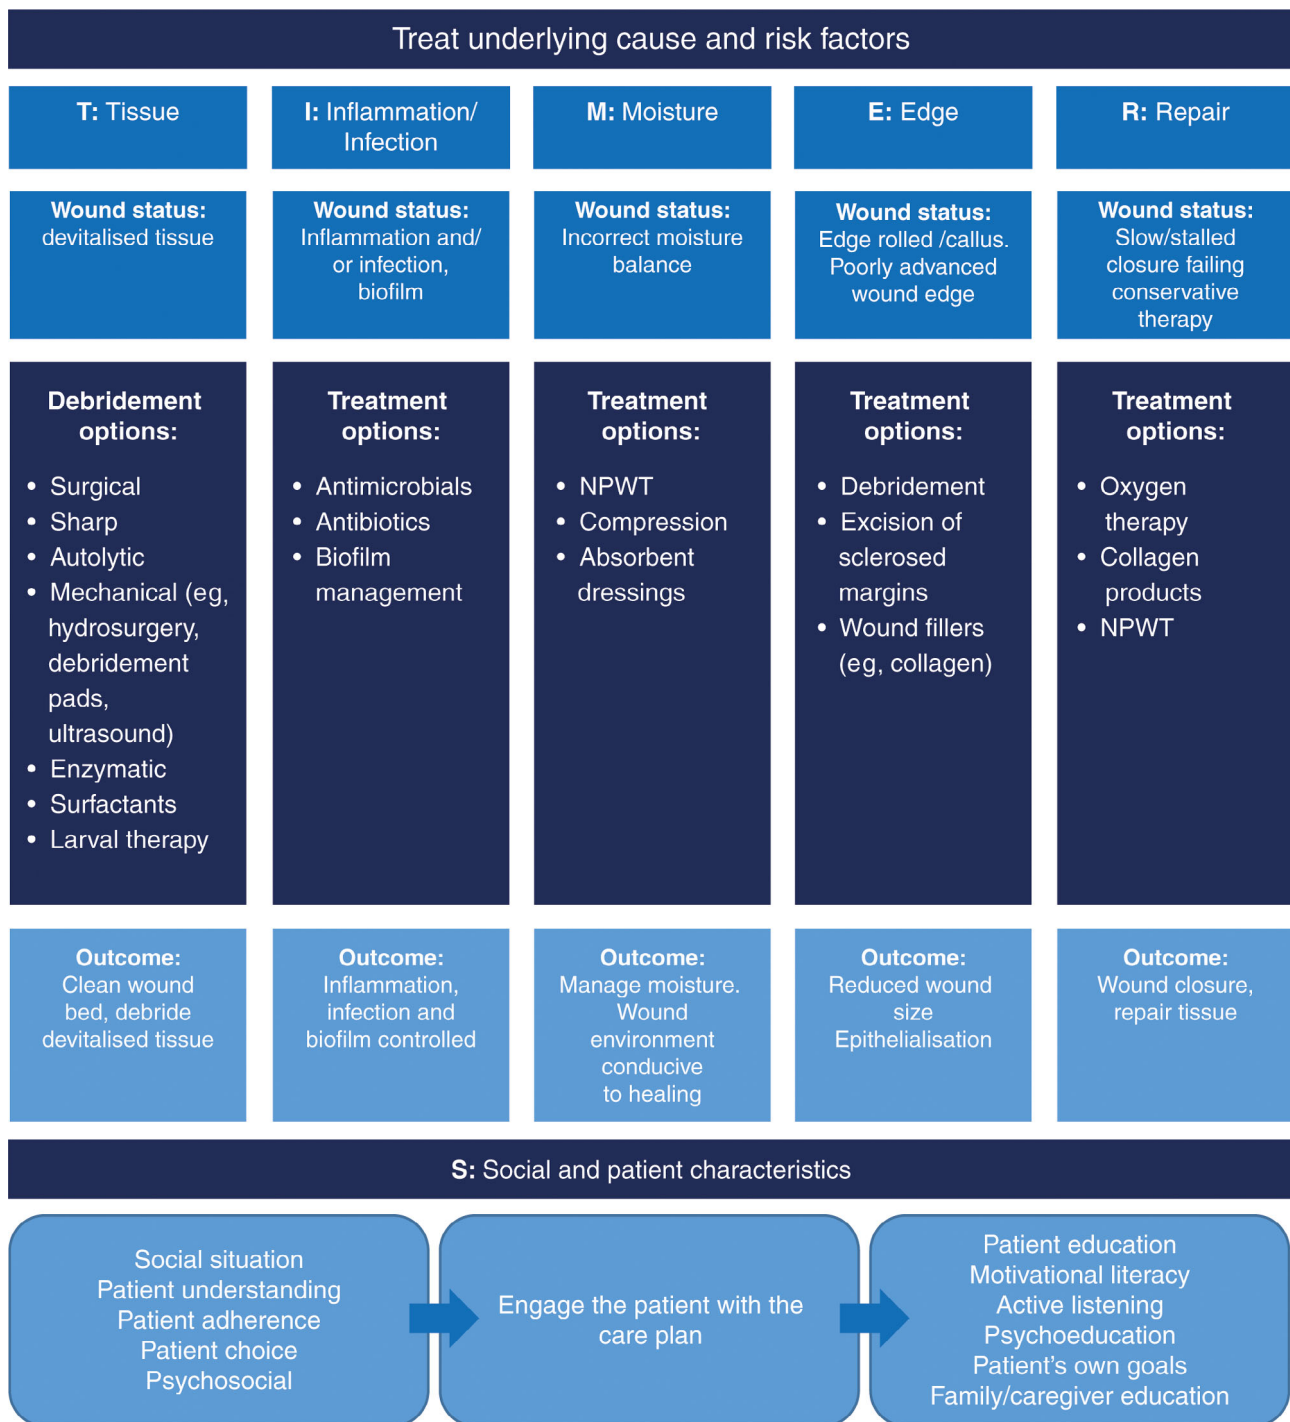 Treat underlying cause and risk factors
T: Tissue
I: Inflammation/
Infection
M: Moisture
E: Edge
R: Repair
Wound status:
devitalised tissue
Wound status:
Inflammation and/
or infection,
biofilm
Wound status:
Incorrect moisture
balance
Wound status:
Edge rolled /callus.
Poorly advanced
wound edge
Wound status:
Slow/stalled
closure failing
conservative
therapy
Debridement
options:
• Surgical
• Sharp
• Autolytic
• Mechanical (eg,
hydrosurgery,
debridement
pads,
ultrasound)
• Enzymatic
• Surfactants
• Larval therapy
Treatment
options:
• Antimicrobials
• Antibiotics
• Biofilm
management
Treatment
options:
• NPWT
• Compression
• Absorbent
dressings
Treatment
options:
• Debridement
• Excision of
sclerosed
margins
• Wound fillers
(eg, collagen)
Treatment
options:
• Oxygen
therapy
• Collagen
products
• NPWT
Outcome:
Clean wound
bed, debride
devitalised tissue
Outcome:
Inflammation,
infection and
biofilm controlled
Outcome:
Manage moisture.
Wound
environment
conducive
to healing
Outcome:
Reduced wound
size
Epithelialisation
Outcome:
Wound closure,
repair tissue
S: Social and patient characteristics
Social situation
Patient understanding
Patient adherence
Patient choice
Psychosocial
Engage the patient with the
care plan
Patient education
Motivational literacy
Active listening
Psychoeducation
Patient's own goals
Family/caregiver education